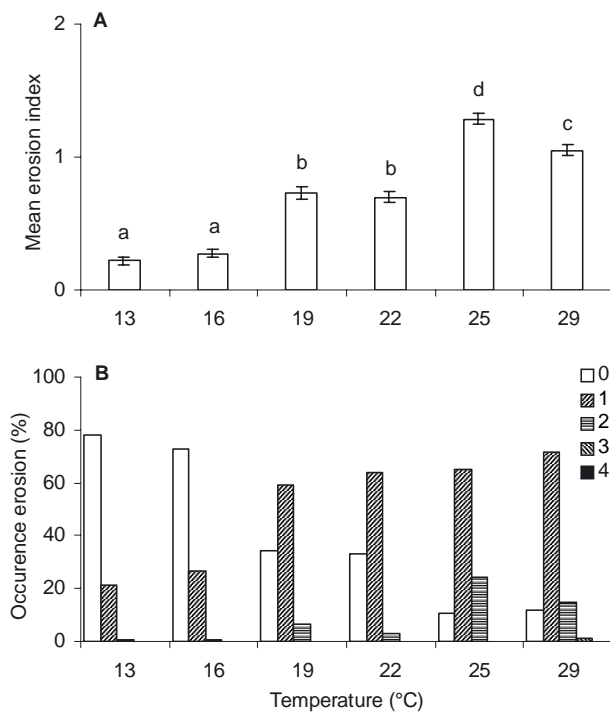 A
2
1
0
Mean erosion index
a
a
b
b
d
c
13 16 19 22 25 29
B
100
80
60
40
20
0
Occurence erosion (%)
0
1
2
3
4
13 16 19 22 25 29
Temperature (°C)